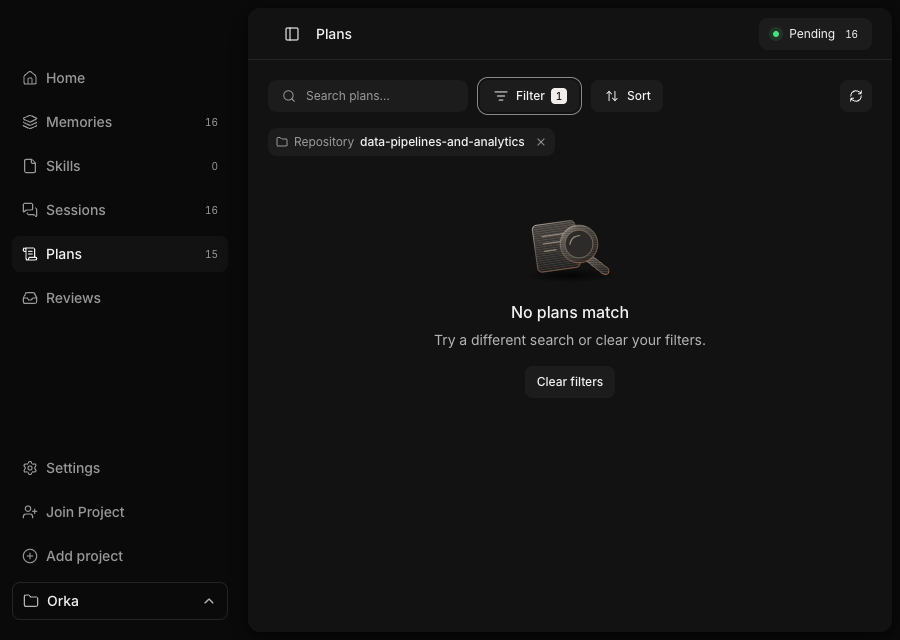 Home
Memories 16
Skills 0
Sessions 16
Plans 15
Reviews
Settings
Join Project
Add project
Orka
Plans
Pending 16
Search plans...
Filter 1
Sort
Repository data-pipelines-and-analytics
No plans match
Try a different search or clear your filters.
Clear filters